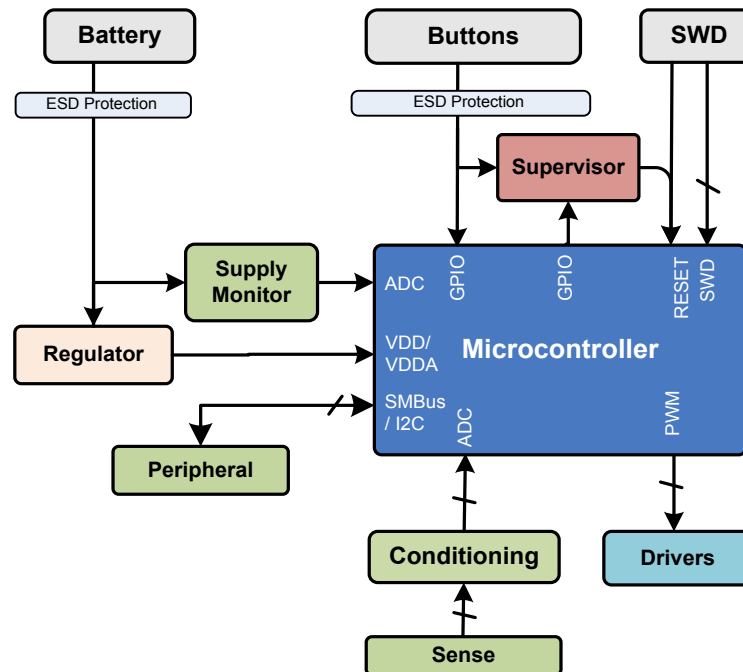 Battery
Buttons
SWD
ESD Protection
ESD Protection
Supervisor
Supply
Monitor
ADC
GPIO
GPIO
RESET
SWD
Regulator
VDD/
VDDA
Microcontroller
SMBus
/ I2C
ADC
PWM
Peripheral
Conditioning
Drivers
Sense